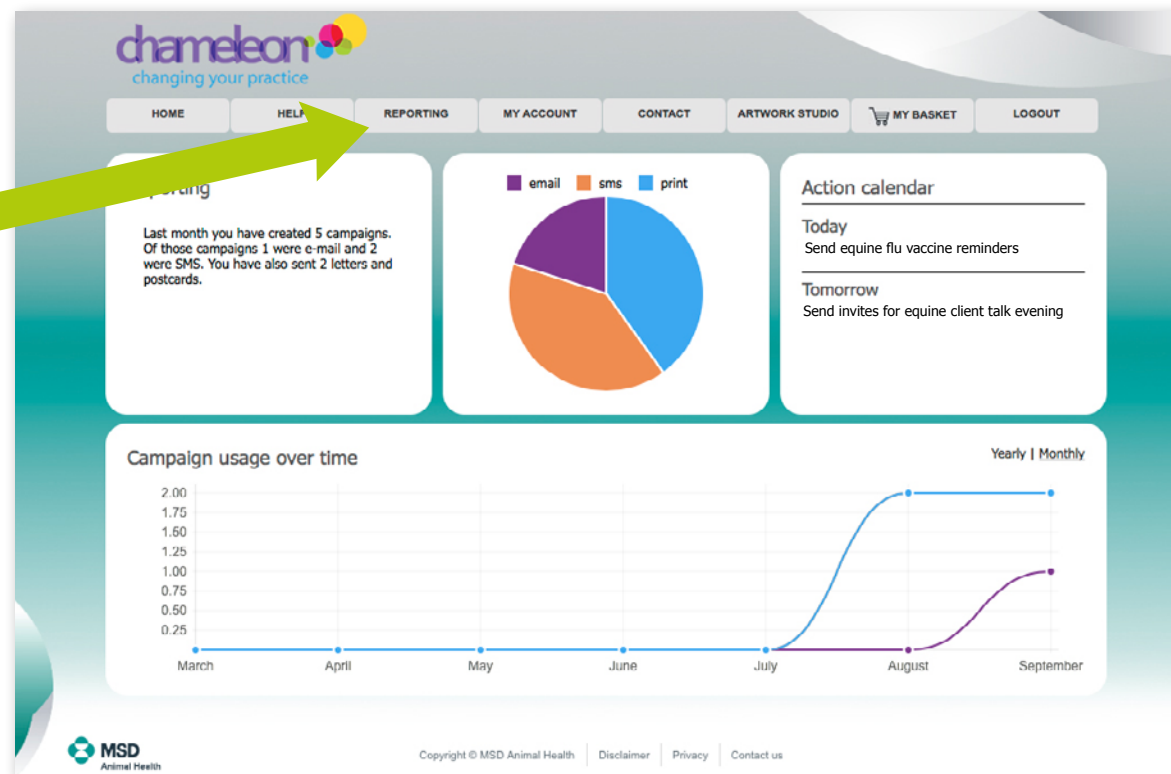 chameleon
changing your practice
HOME
REPORTING
MY ACCOUNT
CONTACT
ARTWORK STUDIO
MY BASKET
LOGOUT
Last month you have created 5 campaigns.
Of those campaigns 1 were e-mail and 2
were SMS. You have also sent 2 letters and
postcards.
email
sms
print
Action calendar
Today
Send equine flu vaccine reminders
Tomorrow
Send invites for equine client talk evening
Campaign usage over time
Yearly | Monthly
2.00
1.75
1.50
1.25
1.00
0.75
0.50
0.25
March
April
May
June
July
August
September
MSD
Animal Health
Copyright © MSD Animal Health
Disclaimer
Privacy
Contact us